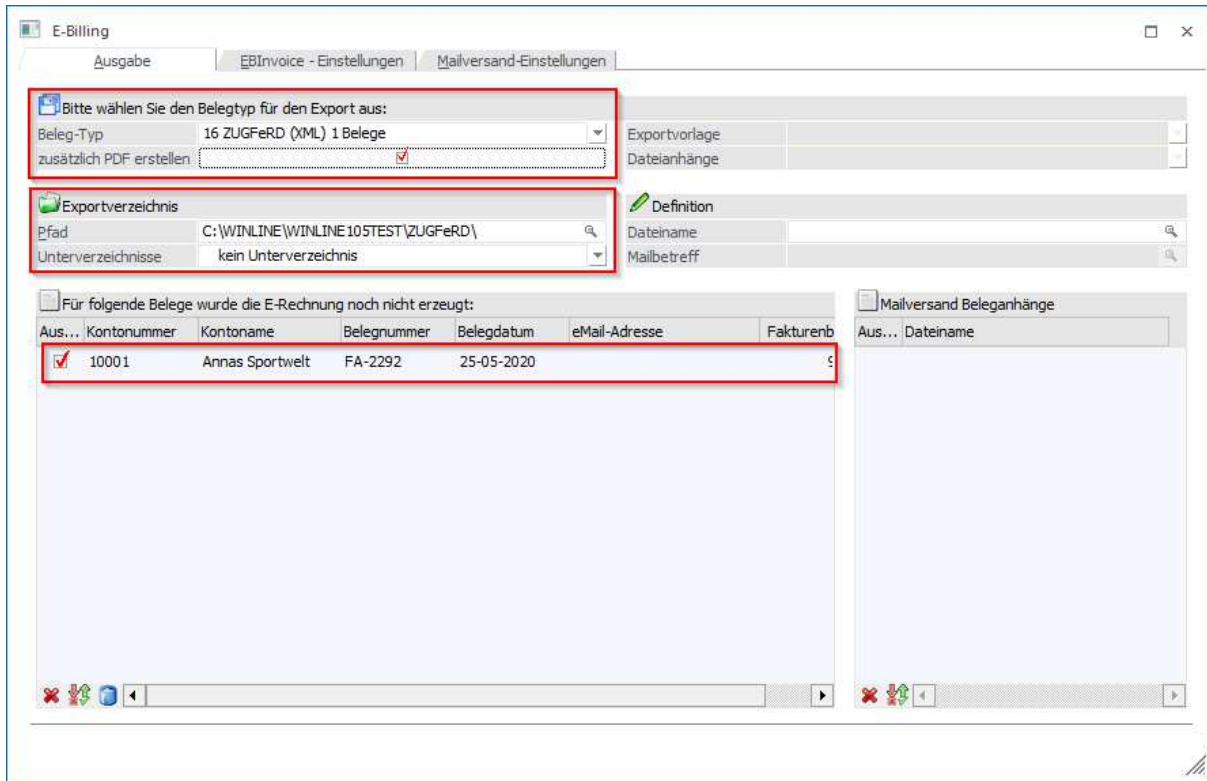 E-Billing
Ausgabe EBInvoice - Einstellungen Mailversand-Einstellungen
Bitte wählen Sie den Belegtyp für den Export aus:
Beleg-Typ 16 ZUGFeRD (XML) 1 Belege Exportvorlage
zusätzlich PDF erstellen Dateianhänge
Exportverzeichnis Definition
Pfad C:\WINLINE\WINLINE105TEST\ZUGFeRD\ Dateiname
Unterverzeichnisse kein Unterverzeichnis Mailbetreff
Für folgende Belege wurde die E-Rechnung noch nicht erzeugt: Mailversand Beleganhänge
Aus... Kontonummer Kontoname Belegnummer Belegdatum eMail-Adresse Fakturenb Aus... Dateiname
10001 Annas Sportwelt FA-2292 25-05-2020